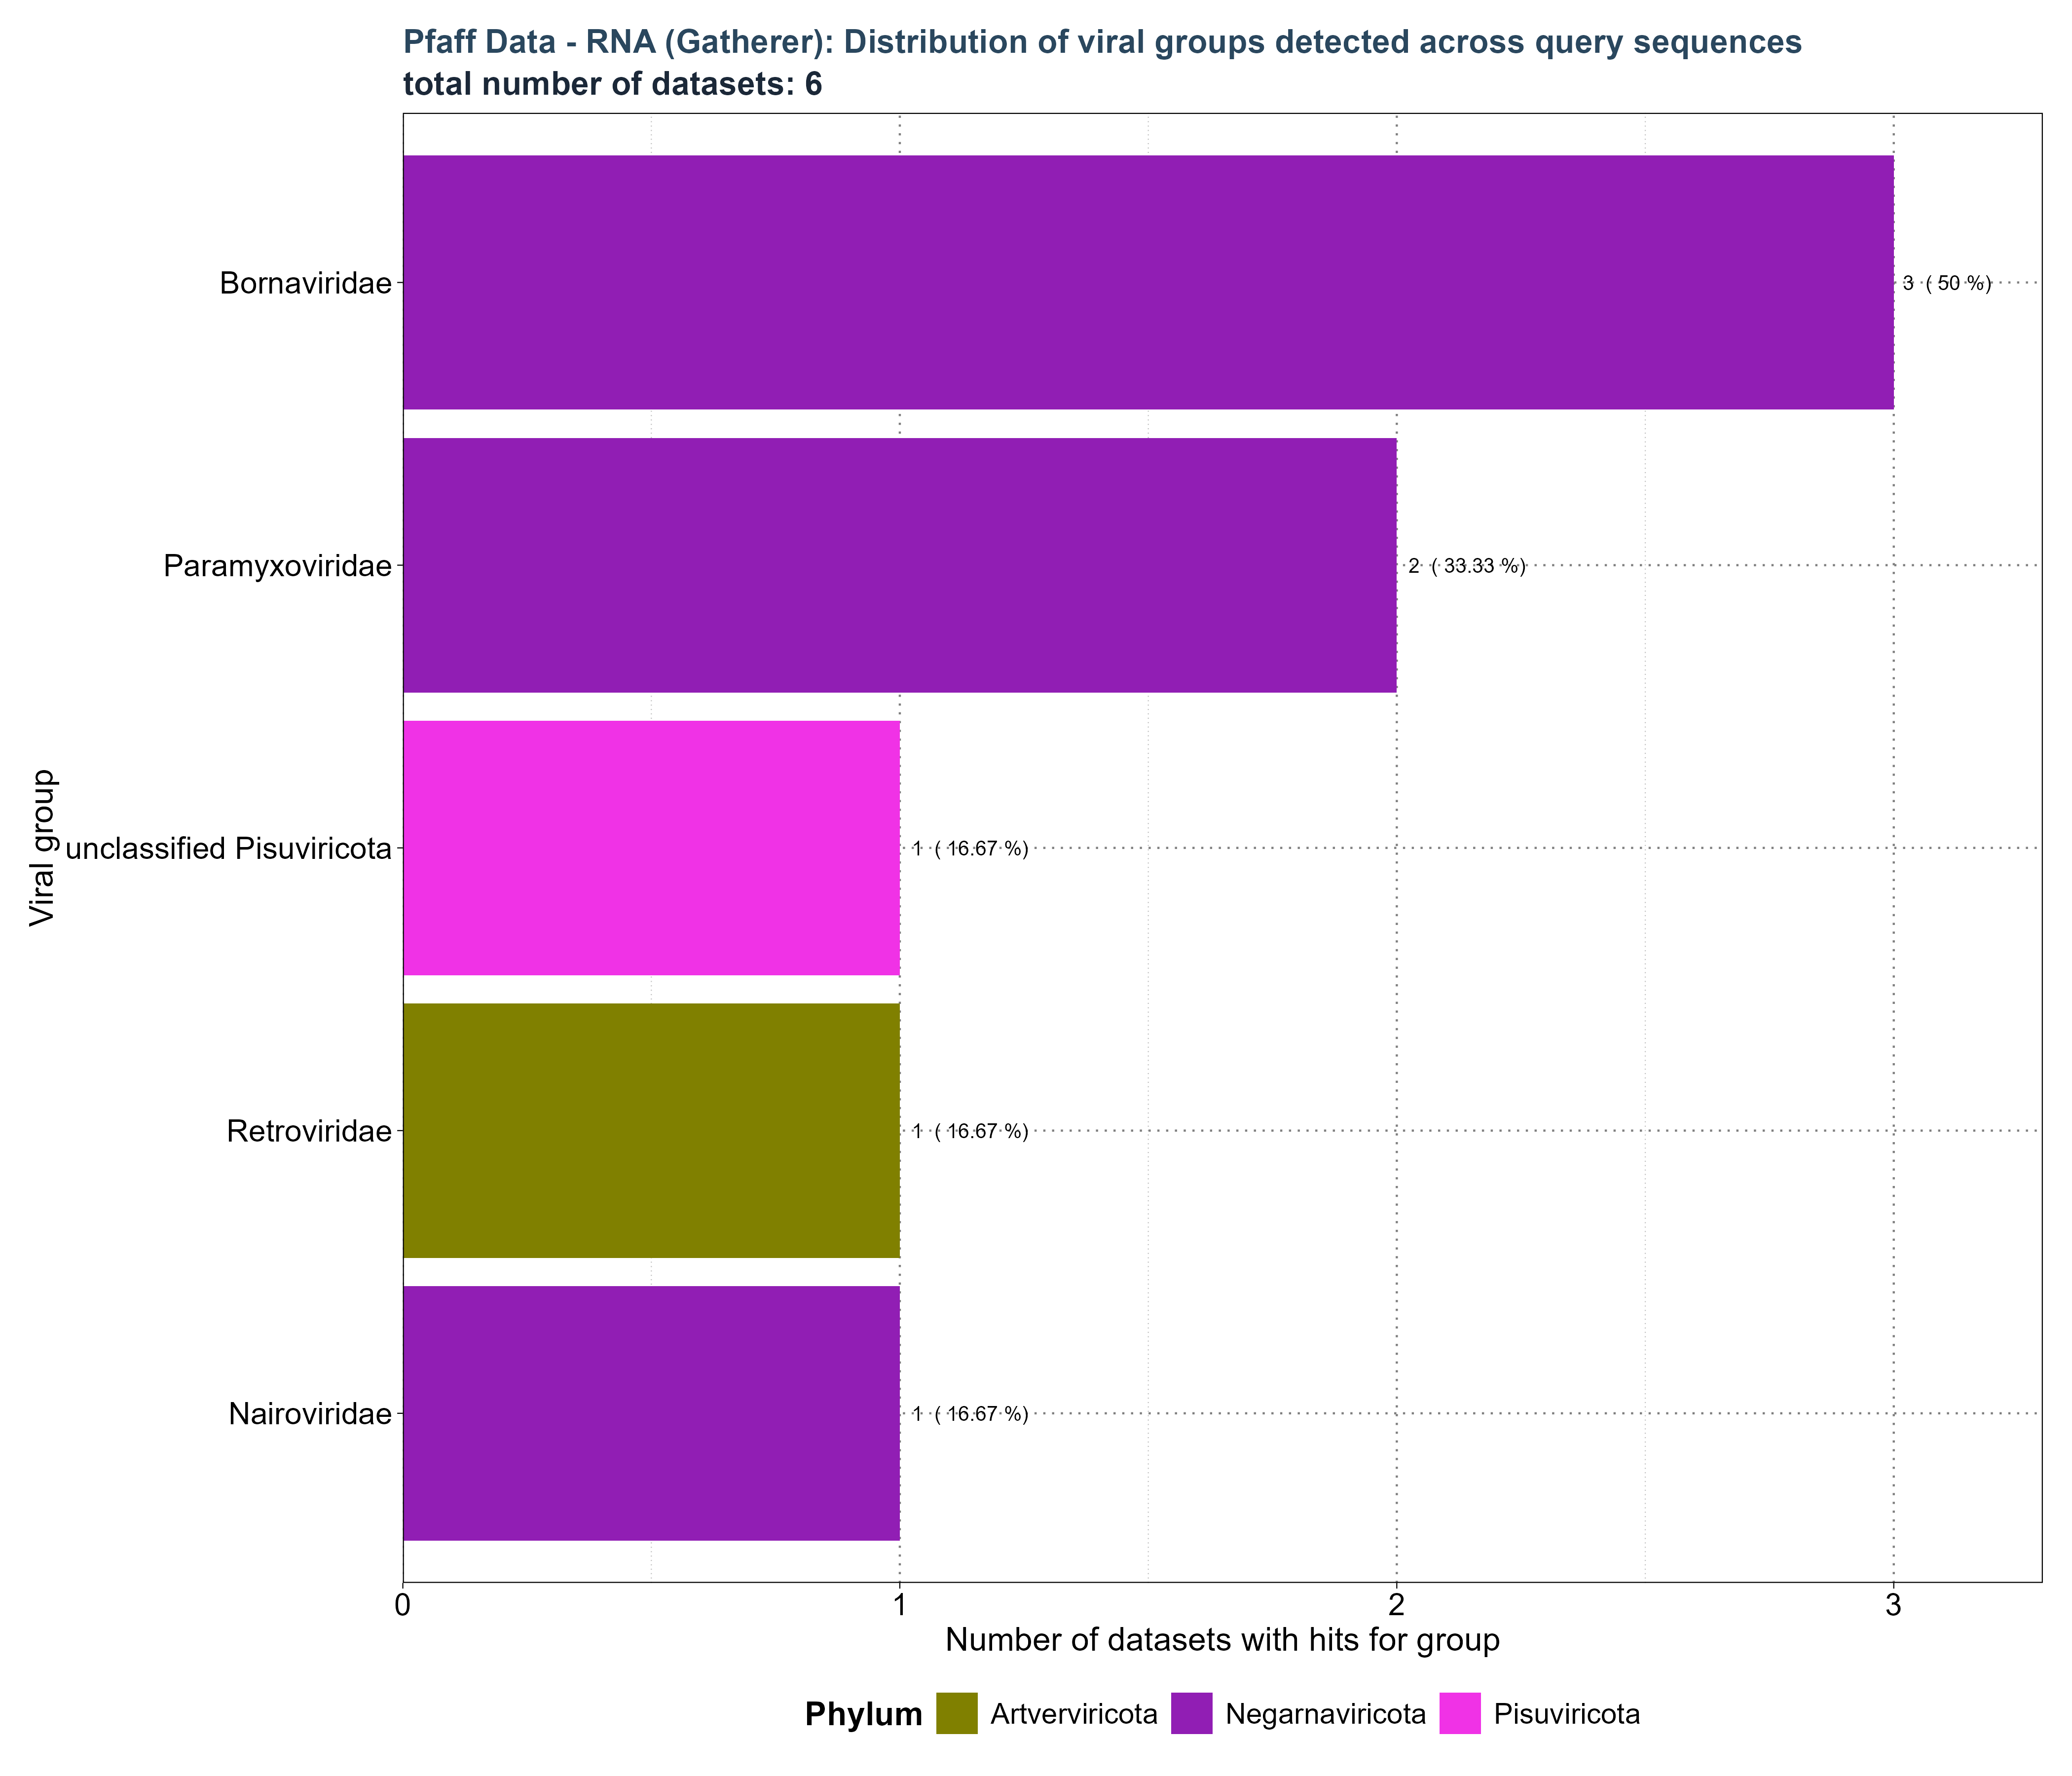 Pfaff Data - RNA (Gatherer): Distribution of viral groups detected across query sequences
total number of datasets: 6
Viral group
Bornaviridae
3 ( 50 %)
Paramyxoviridae
2 ( 33.33 %)
unclassified Pisuviricota
1 ( 16.67 %)
Retroviridae
1 ( 16.67 %)
Nairoviridae
1 ( 16.67 %)
0 1 2 3
Number of datasets with hits for group
Phylum Artverviricota Negarnaviricota Pisuviricota